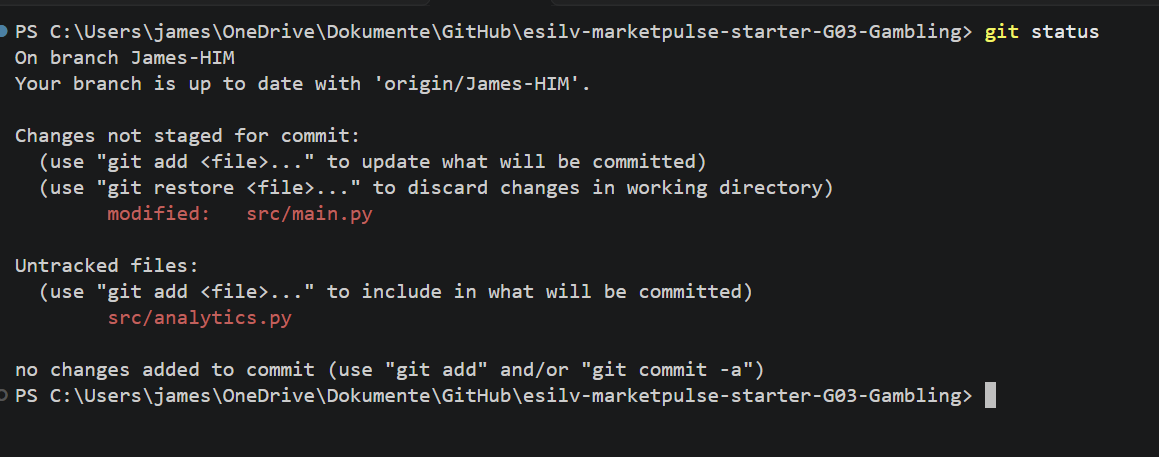 PS C:\Users\james\OneDrive\Dokumente\GitHub\esilv-marketpulse-starter-G03-Gambling> git status
On branch James-HIM
Your branch is up to date with 'origin/James-HIM'.

Changes not staged for commit:
  (use "git add <file>..." to update what will be committed)
  (use "git restore <file>..." to discard changes in working directory)
        modified:   src/main.py

Untracked files:
  (use "git add <file>..." to include in what will be committed)
        src/analytics.py

no changes added to commit (use "git add" and/or "git commit -a")
PS C:\Users\james\OneDrive\Dokumente\GitHub\esilv-marketpulse-starter-G03-Gambling>